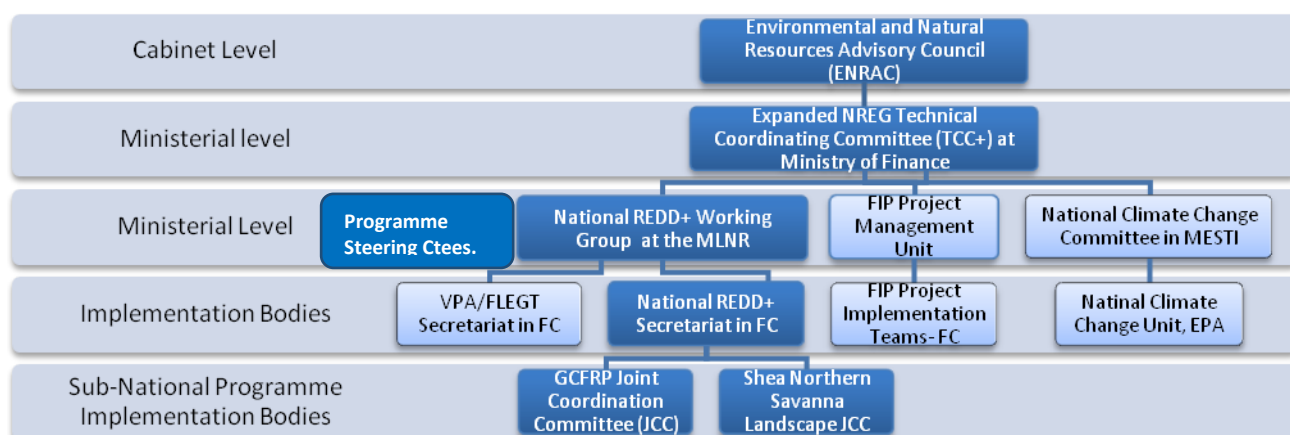 Cabinet Level
Environmental and Natural
Resources Advisory Council
(ENRAC)
Ministerial level
Expanded NREG Technical
Coordinating Committee (TCC+) at
Ministry of Finance
Ministerial Level
Programme
Steering Ctees.
National REDD+ Working
Group at the MLNR
FIP Project
Management
Unit
National Climate Change
Committee in MESTI
Implementation Bodies
VPA/FLEGT
Secretariat in FC
National REDD+
Secretariat in FC
FIP Project
Implementation
Teams- FC
Natinal Climate
Change Unit, EPA
Sub-National Programme
Implementation Bodies
GCFRP Joint
Coordination
Committee (JCC)
Shea Northern
Savanna
Landscape JCC